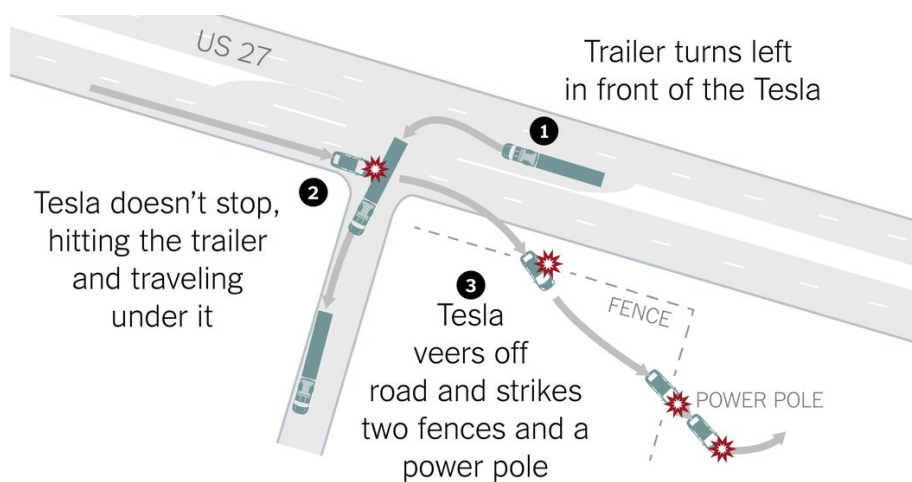 US 27
Trailer turns left
in front of the Tesla
1
2
Tesla doesn't stop,
hitting the trailer
and traveling
under it
3
Tesla
veers off
road and strikes
two fences and a
power pole
FENCE
POWER POLE